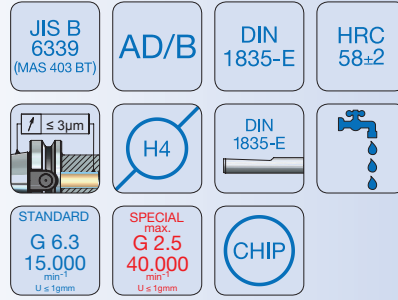 JIS B
6339
(MAS 403 BT)
AD/B
DIN
1835-E
HRC
58±2
↗ ≤ 3μm
H4
DIN
1835-E
STANDARD
G 6.3
15.000
min⁻¹
U ≤ 1gmm
SPECIAL
max.
G 2.5
40.000
min⁻¹
U ≤ 1gmm
CHIP